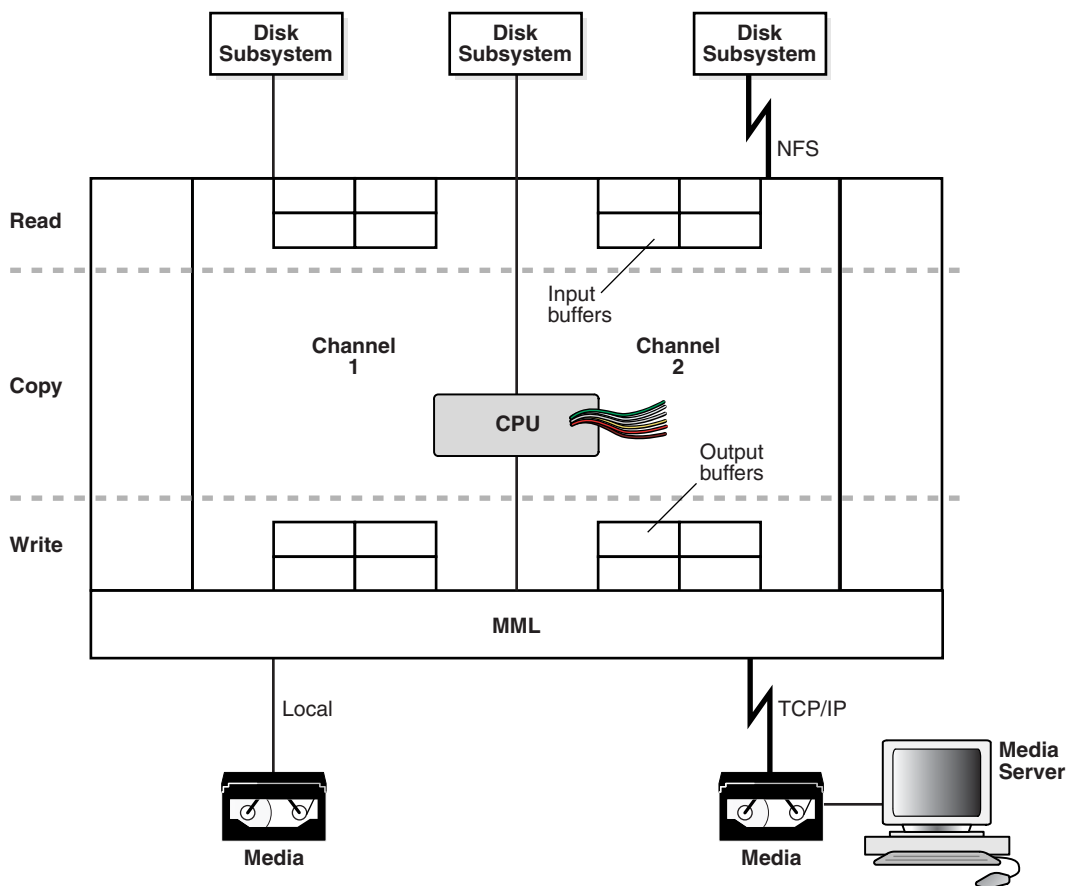 Disk
Subsystem
Disk
Subsystem
Disk
Subsystem
NFS
Read
Input
buffers
Channel
1
Channel
2
Copy
CPU
Output
buffers
Write
MML
Local
TCP/IP
Media
Server
Media
Media